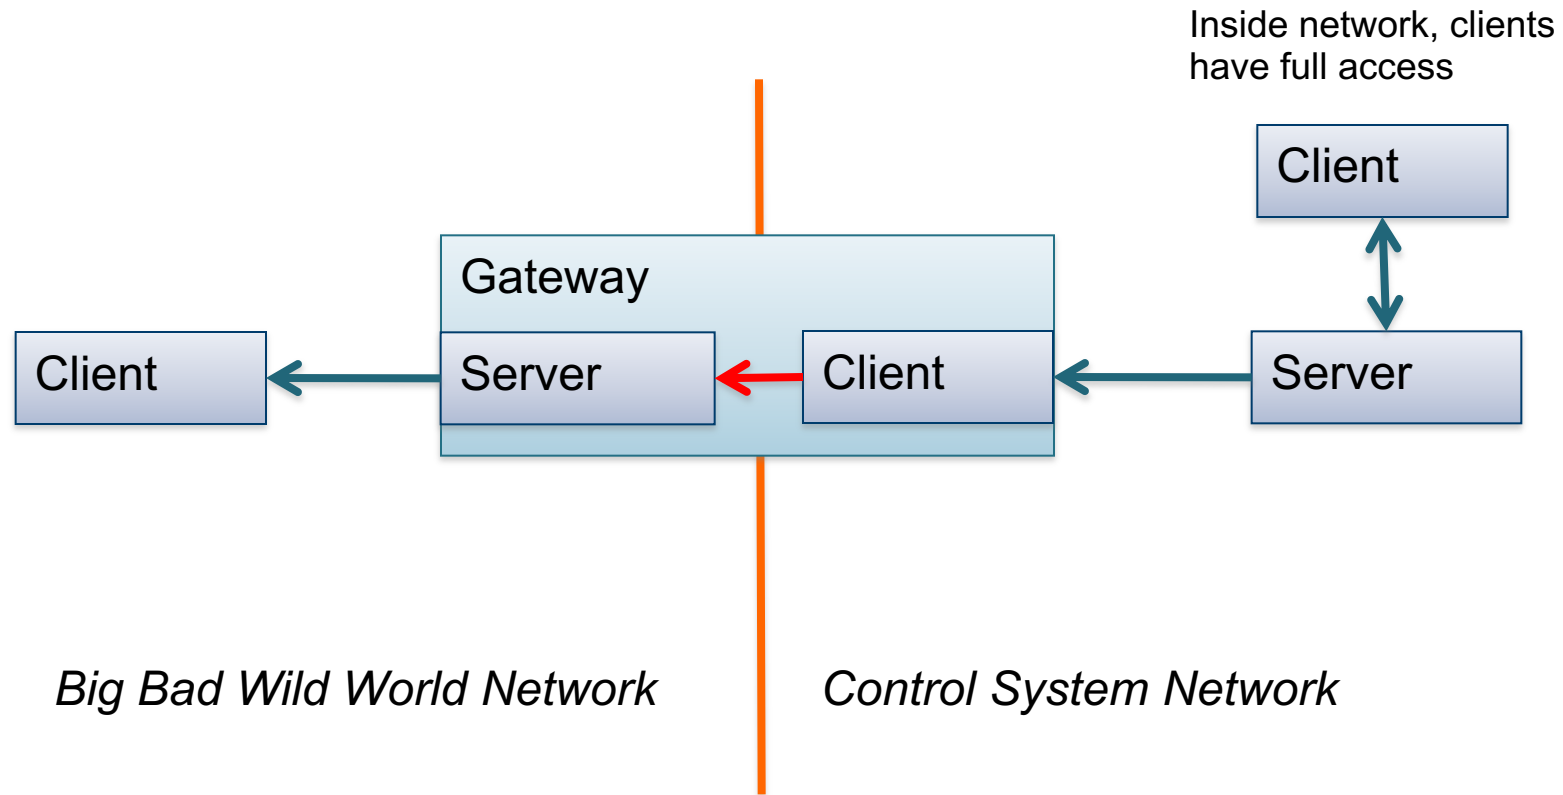 Inside network, clients
have full access
Client
Gateway
Client
Server
Client
Server
Big Bad Wild World Network
Control System Network